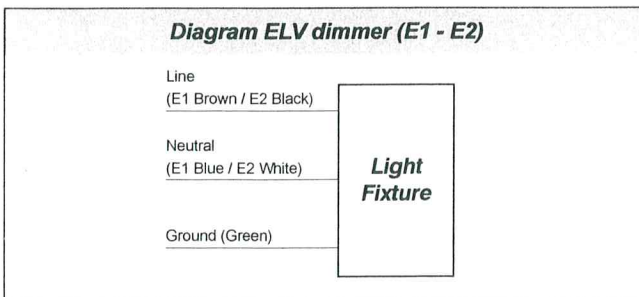 Diagram ELV dimmer (E1 - E2)
Line
(E1 Brown / E2 Black)
Neutral
(E1 Blue / E2 White)
Light
Fixture
Ground (Green)